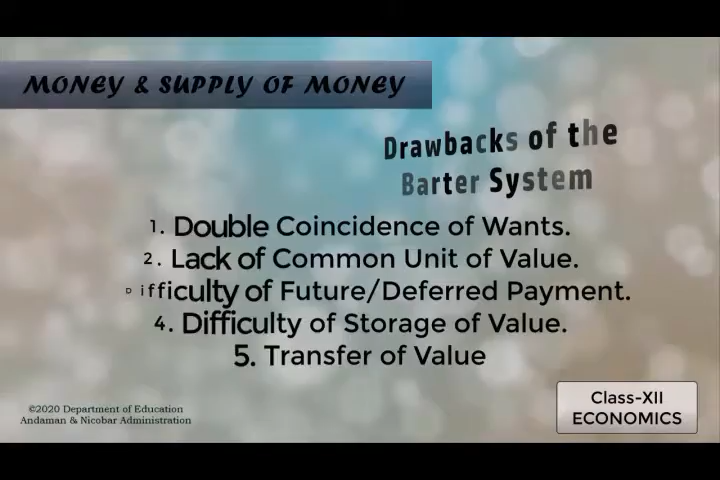 MONEY & SUPPLY OF MONEY
Drawbacks of the
Barter System
1. Double Coincidence of Wants.
2. Lack of Common Unit of Value.
Difficulty of Future/Deferred Payment.
4. Difficulty of Storage of Value.
5. Transfer of Value
©2020 Department of Education
Andaman & Nicobar Administration
Class-XII
ECONOMICS